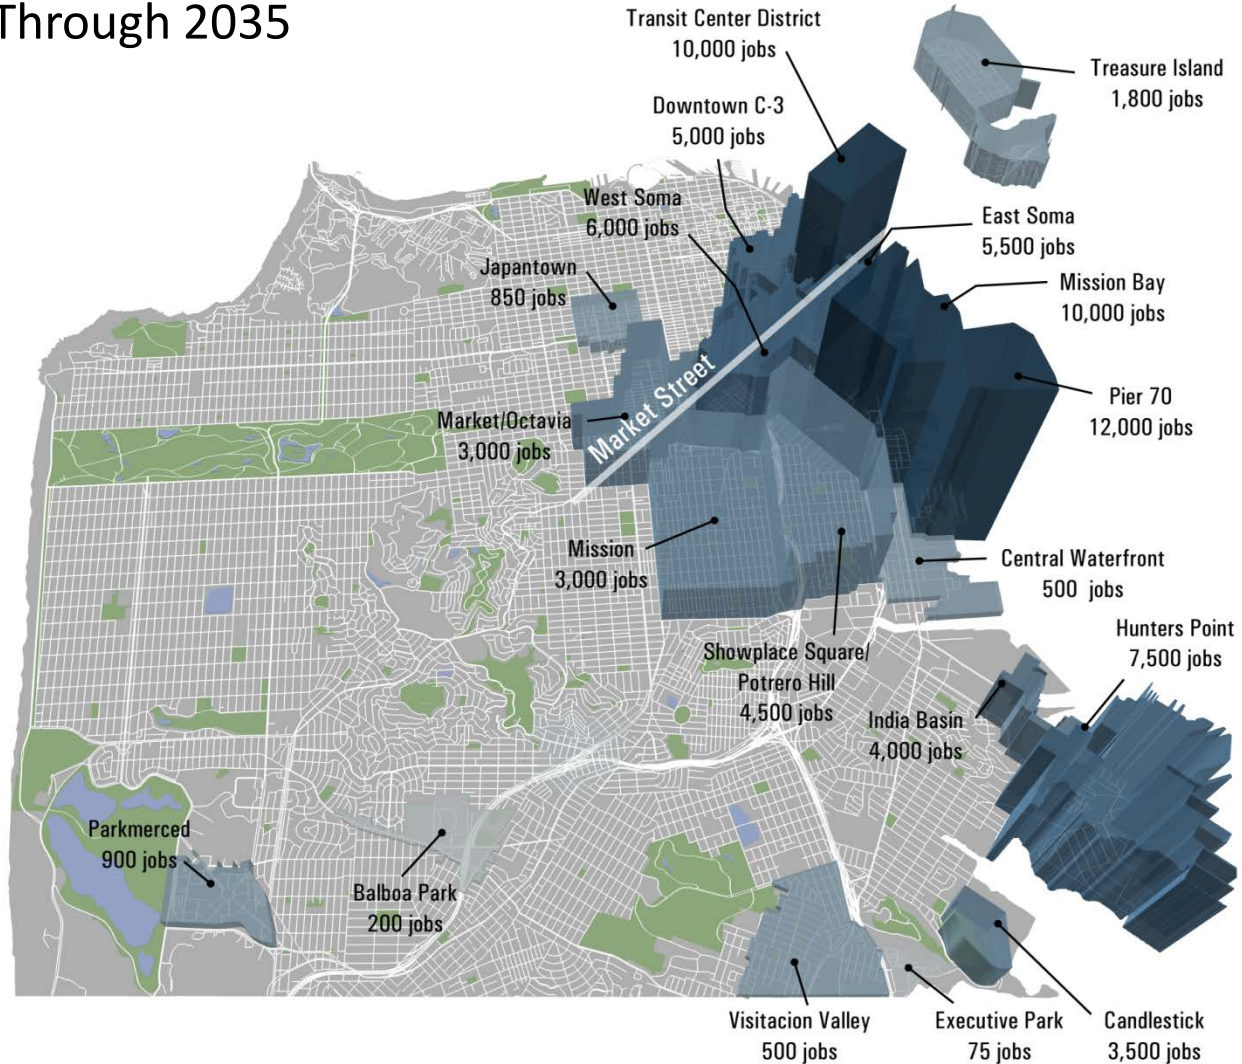 Through 2035
Transit Center District
10,000 jobs
Treasure Island
1,800 jobs
Downtown C-3
5,000 jobs
West Soma
6,000 jobs
East Soma
5,500 jobs
Japantown
850 jobs
Mission Bay
10,000 jobs
Market Street
Pier 70
12,000 jobs
Market/Octavia
3,000 jobs
Mission
3,000 jobs
Central Waterfront
500 jobs
Showplace Square/
Potrero Hill
4,500 jobs
Hunters Point
7,500 jobs
India Basin
4,000 jobs
Parkmerced
900 jobs
Balboa Park
200 jobs
Visitacion Valley
500 jobs
Executive Park
75 jobs
Candlestick
3,500 jobs